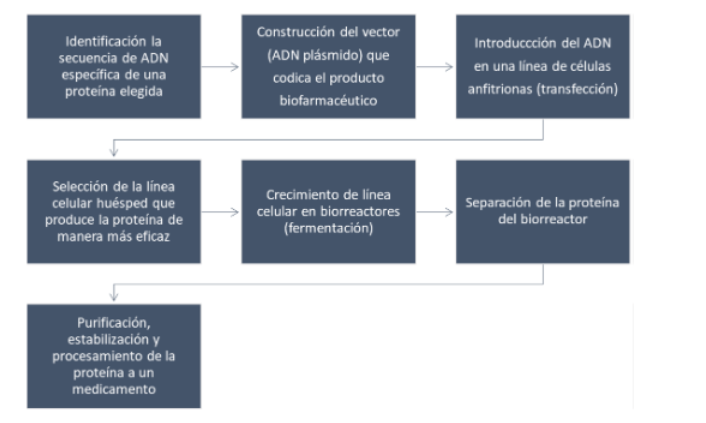 Identificación la
secuencia de ADN
específica de una
proteína elegida
Construcción del vector
(ADN plásmido) que
codica el producto
biofarmacéutico
Introduccción del ADN
en una línea de células
anfitrionas (transfección)
Selección de la línea
celular huésped que
produce la proteína de
manera más eficaz
Crecimiento de línea
celular en biorreactores
(fermentación)
Separación de la proteína
del biorreactor
Purificación,
estabilización y
procesamiento de la
proteína a un
medicamento